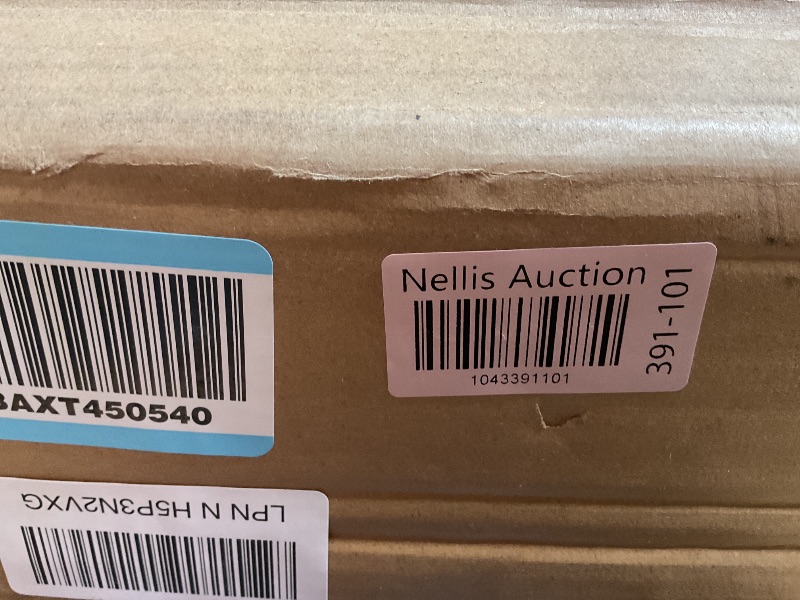 Nellis Auction
1043391101
391-101
BAXT450540
LPN N H5P3N2VXG